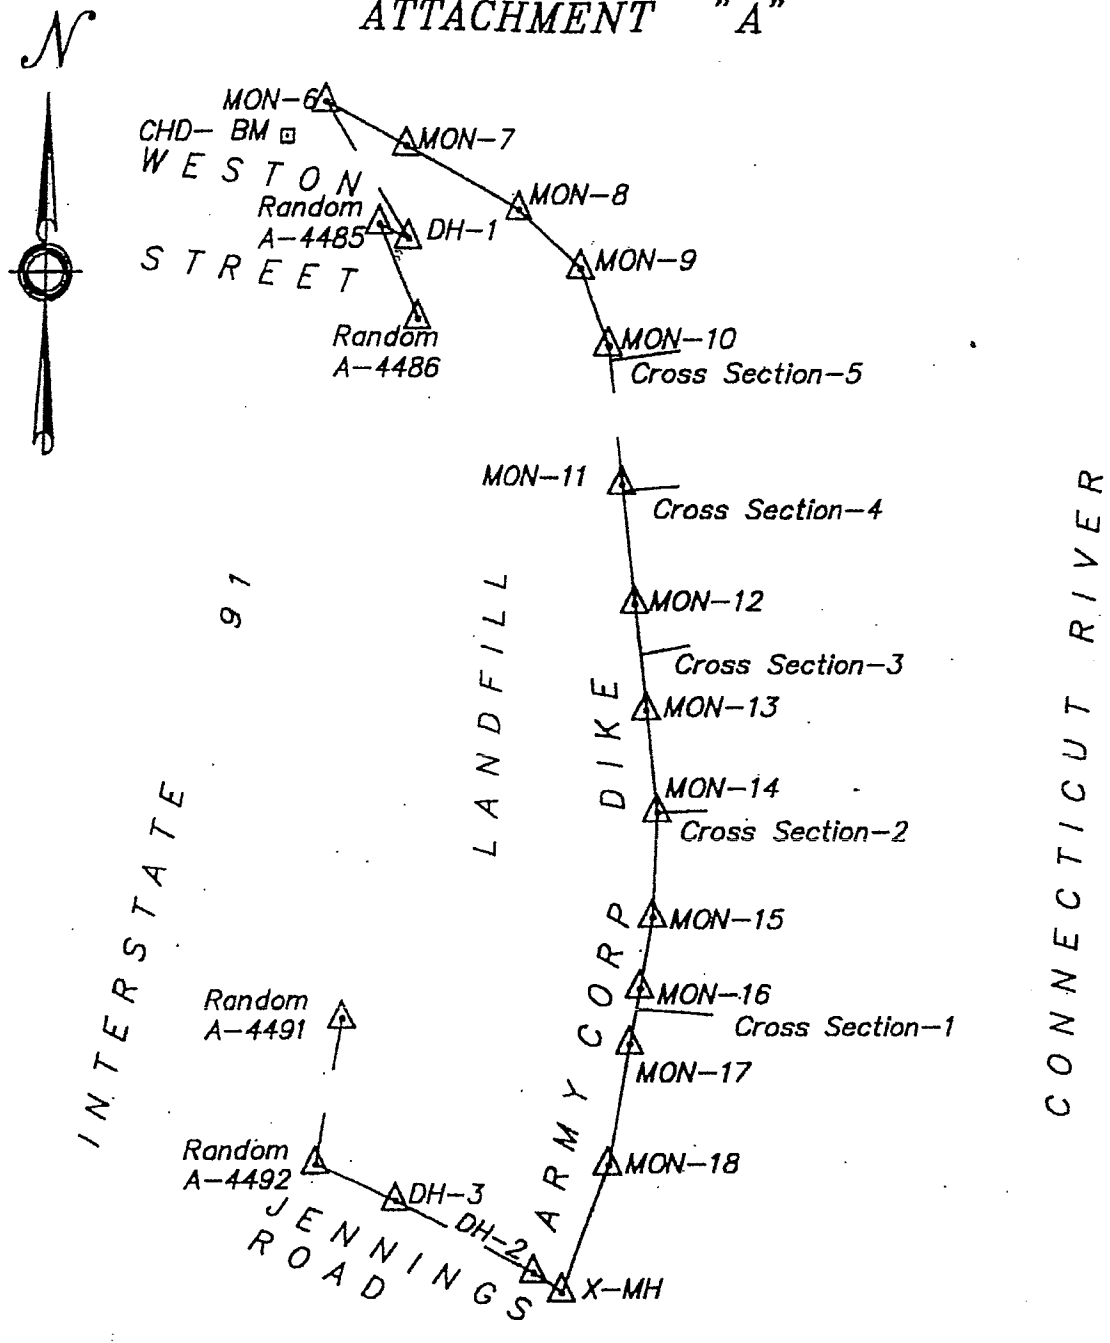 ATTACHMENT "A"
N
MON-6
CHD- BM
MON-7
WESTON
MON-8
Random
A-4485
DH-1
STREET
MON-9
Random
A-4486
MON-10
Cross Section-5
MON-11
Cross Section-4
INTERSTATE 91
LANDFILL
MON-12
Cross Section-3
MON-13
ARMY CORP DIKE
CONNECTICUT RIVER
MON-14
Cross Section-2
MON-15
Random
A-4491
MON-16
Cross Section-1
MON-17
Random
A-4492
MON-18
DH-3
DH-2
JENNINGS
ROAD
X-MH